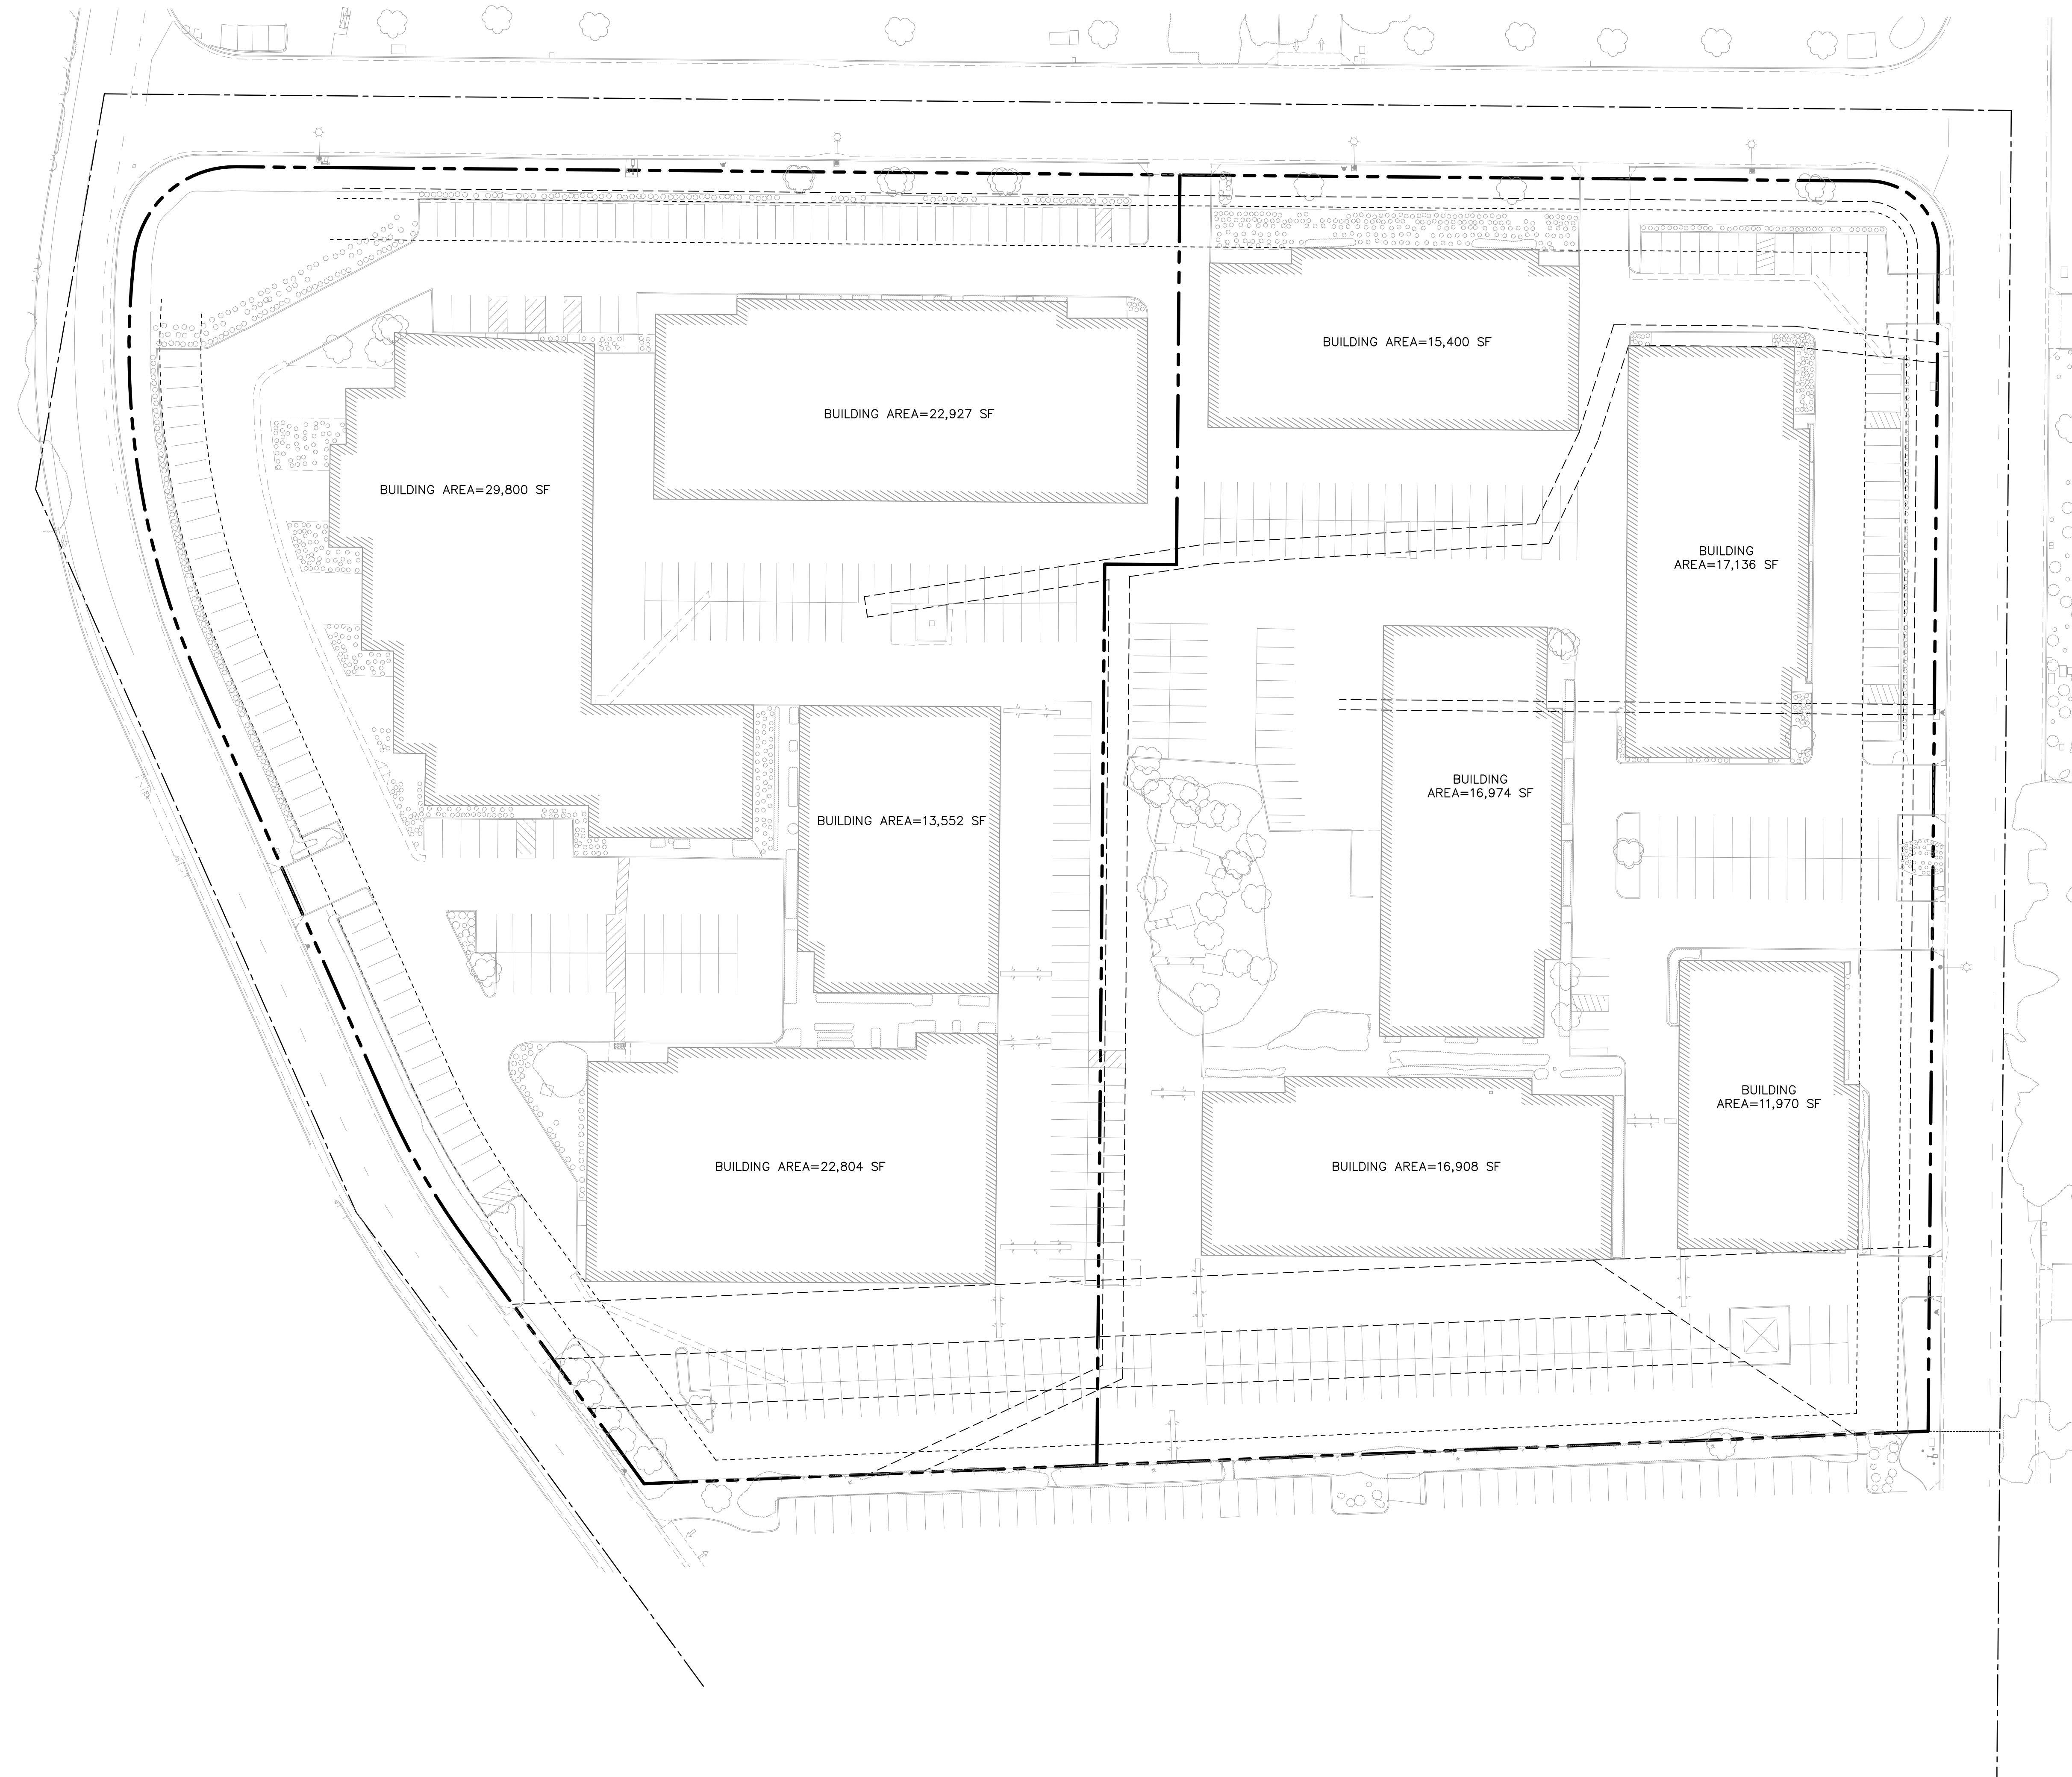 BUILDING AREA=15,400 SF
BUILDING AREA=22,927 SF
BUILDING AREA=29,800 SF
BUILDING
AREA=17,136 SF
BUILDING
AREA=16,974 SF
BUILDING AREA=13,552 SF
BUILDING
AREA=11,970 SF
BUILDING AREA=22,804 SF
BUILDING AREA=16,908 SF